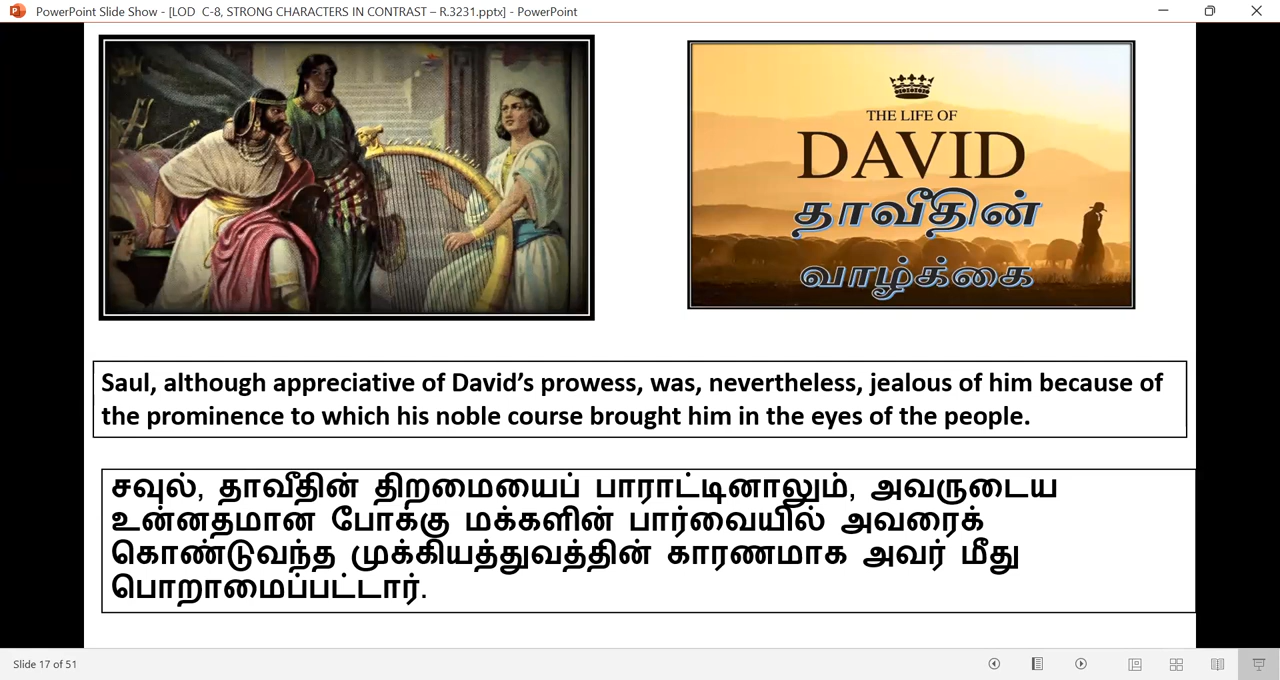 PowerPoint Slide Show - [LOD  C-8, STRONG CHARACTERS IN CONTRAST – R.3231.pptx] - PowerPoint
THE LIFE OF
DAVID
தாவீதின்
வாழ்க்கை
Saul, although appreciative of David’s prowess, was, nevertheless, jealous of him because of
the prominence to which his noble course brought him in the eyes of the people.
சவுல், தாவீதின் திறமையைப் பாராட்டினாலும், அவருடைய
உன்னதமான போக்கு மக்களின் பார்வையில் அவரைக்
கொண்டுவந்த முக்கியத்துவத்தின் காரணமாக அவர் மீது
பொறாமைப்பட்டார்.
Slide 17 of 51